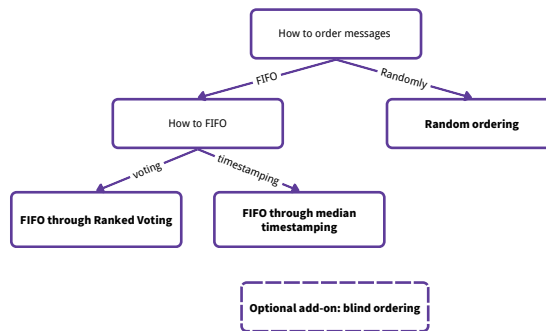 How to order messages
FIFO
Randomly
How to FIFO
Random ordering
voting
timestamping
FIFO through Ranked Voting
FIFO through median
timestamping
Optional add-on: blind ordering